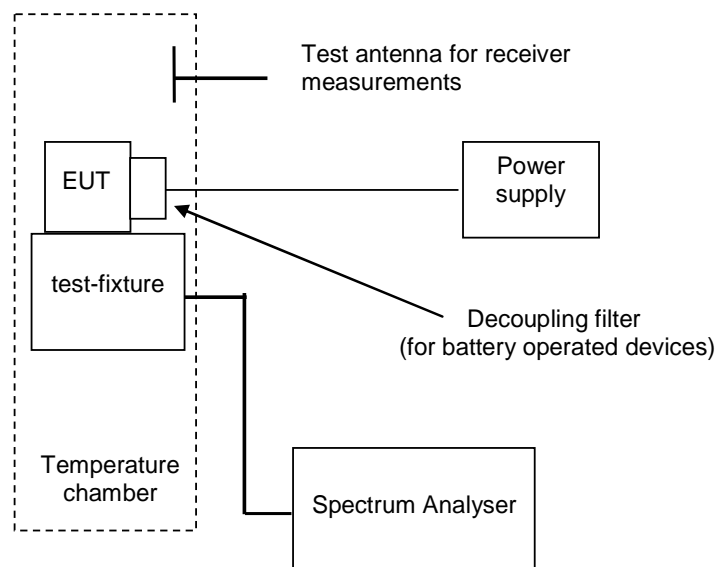 Test antenna for receiver
measurements
EUT
Power
supply
test-fixture
Decoupling filter
(for battery operated devices)
Temperature
chamber
Spectrum Analyser